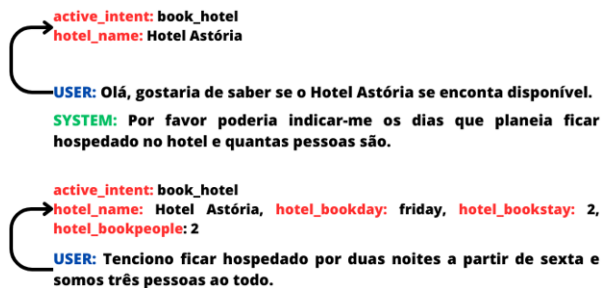 active_intent: book_hotel
hotel_name: Hotel Astória
USER: Olá, gostaria de saber se o Hotel Astória se enconta disponível.
SYSTEM: Por favor poderia indicar-me os dias que planeia ficar
hospedado no hotel e quantas pessoas são.
active_intent: book_hotel
hotel_name: Hotel Astória, hotel_bookday: friday, hotel_bookstay: 2,
hotel_bookpeople: 2
USER: Tenciono ficar hospedado por duas noites a partir de sexta e
somos três pessoas ao todo.